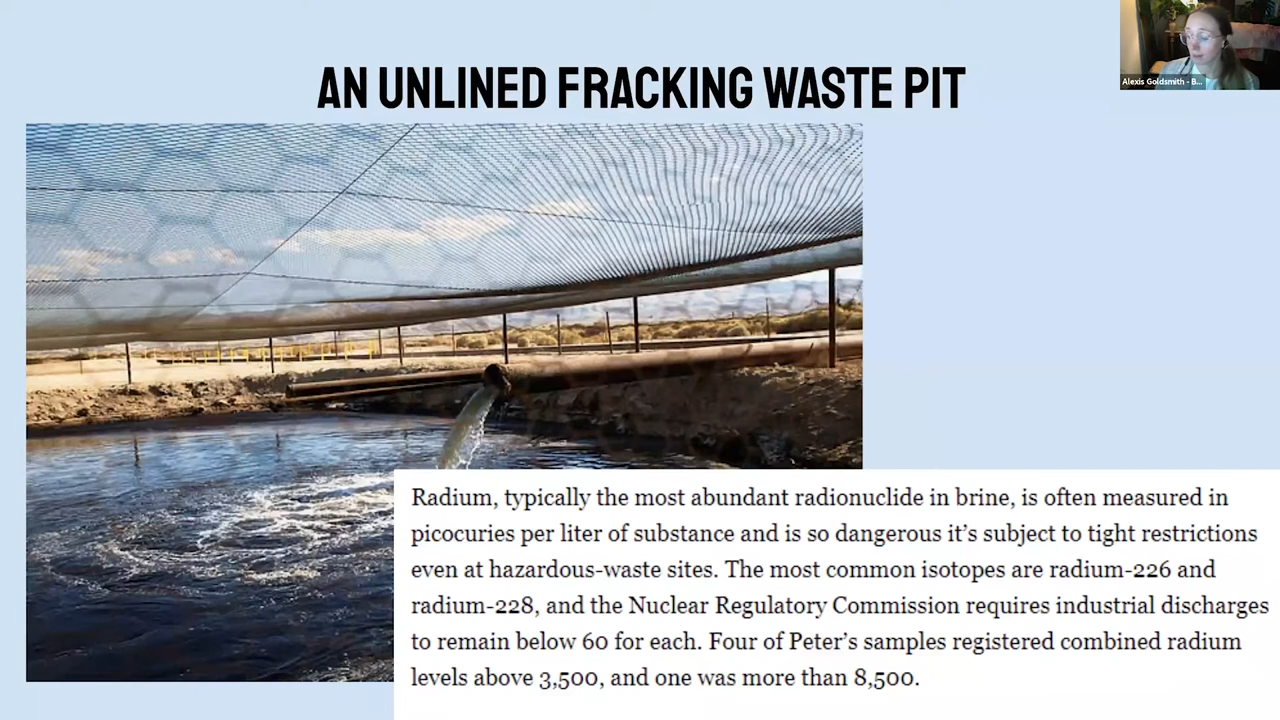 AN UNLINED FRACKING WASTE PIT
Alexis Goldsmith - B...
Radium, typically the most abundant radionuclide in brine, is often measured in
picocuries per liter of substance and is so dangerous it’s subject to tight restrictions
even at hazardous-waste sites. The most common isotopes are radium-226 and
radium-228, and the Nuclear Regulatory Commission requires industrial discharges
to remain below 60 for each. Four of Peter’s samples registered combined radium
levels above 3,500, and one was more than 8,500.